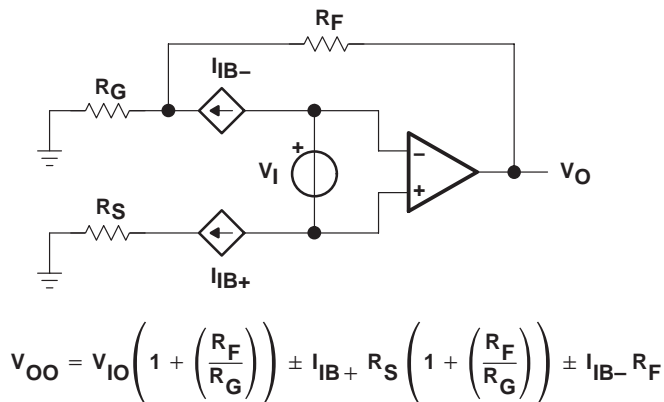 RF
IIB−
RG
+
VI
−
+
VO
RS
IIB+
VOO = VIO(1 + (RF/RG)) ± IIB+ RS(1 + (RF/RG)) ± IIB− RF